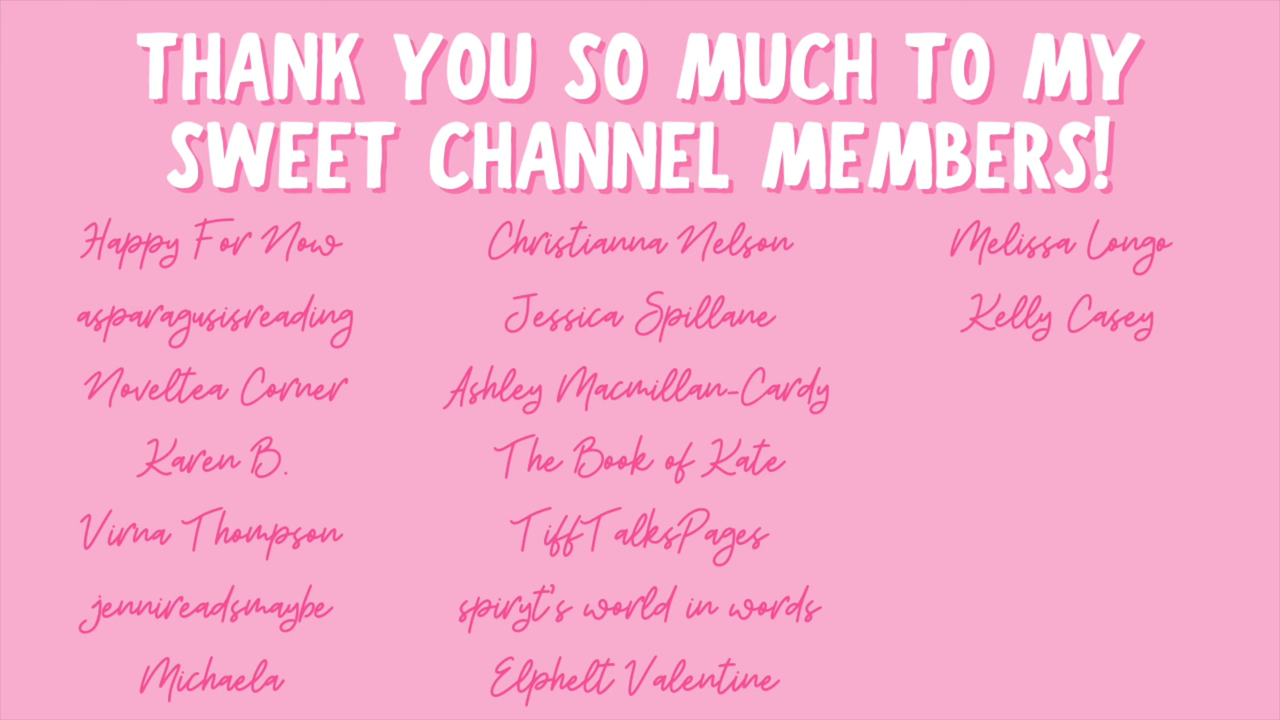 THANK YOU SO MUCH TO MY
SWEET CHANNEL MEMBERS!
Happy For Now
asparagusisreading
Noveltea Corner
Karen B.
Virna Thompson
jennireadsmaybe
Michaela
Christianna Nelson
Jessica Spillane
Ashley Macmillan-Cardy
The Book of Kate
TiffTalksPages
spiryt's world in words
Elphelt Valentine
Melissa Longo
Kelly Casey